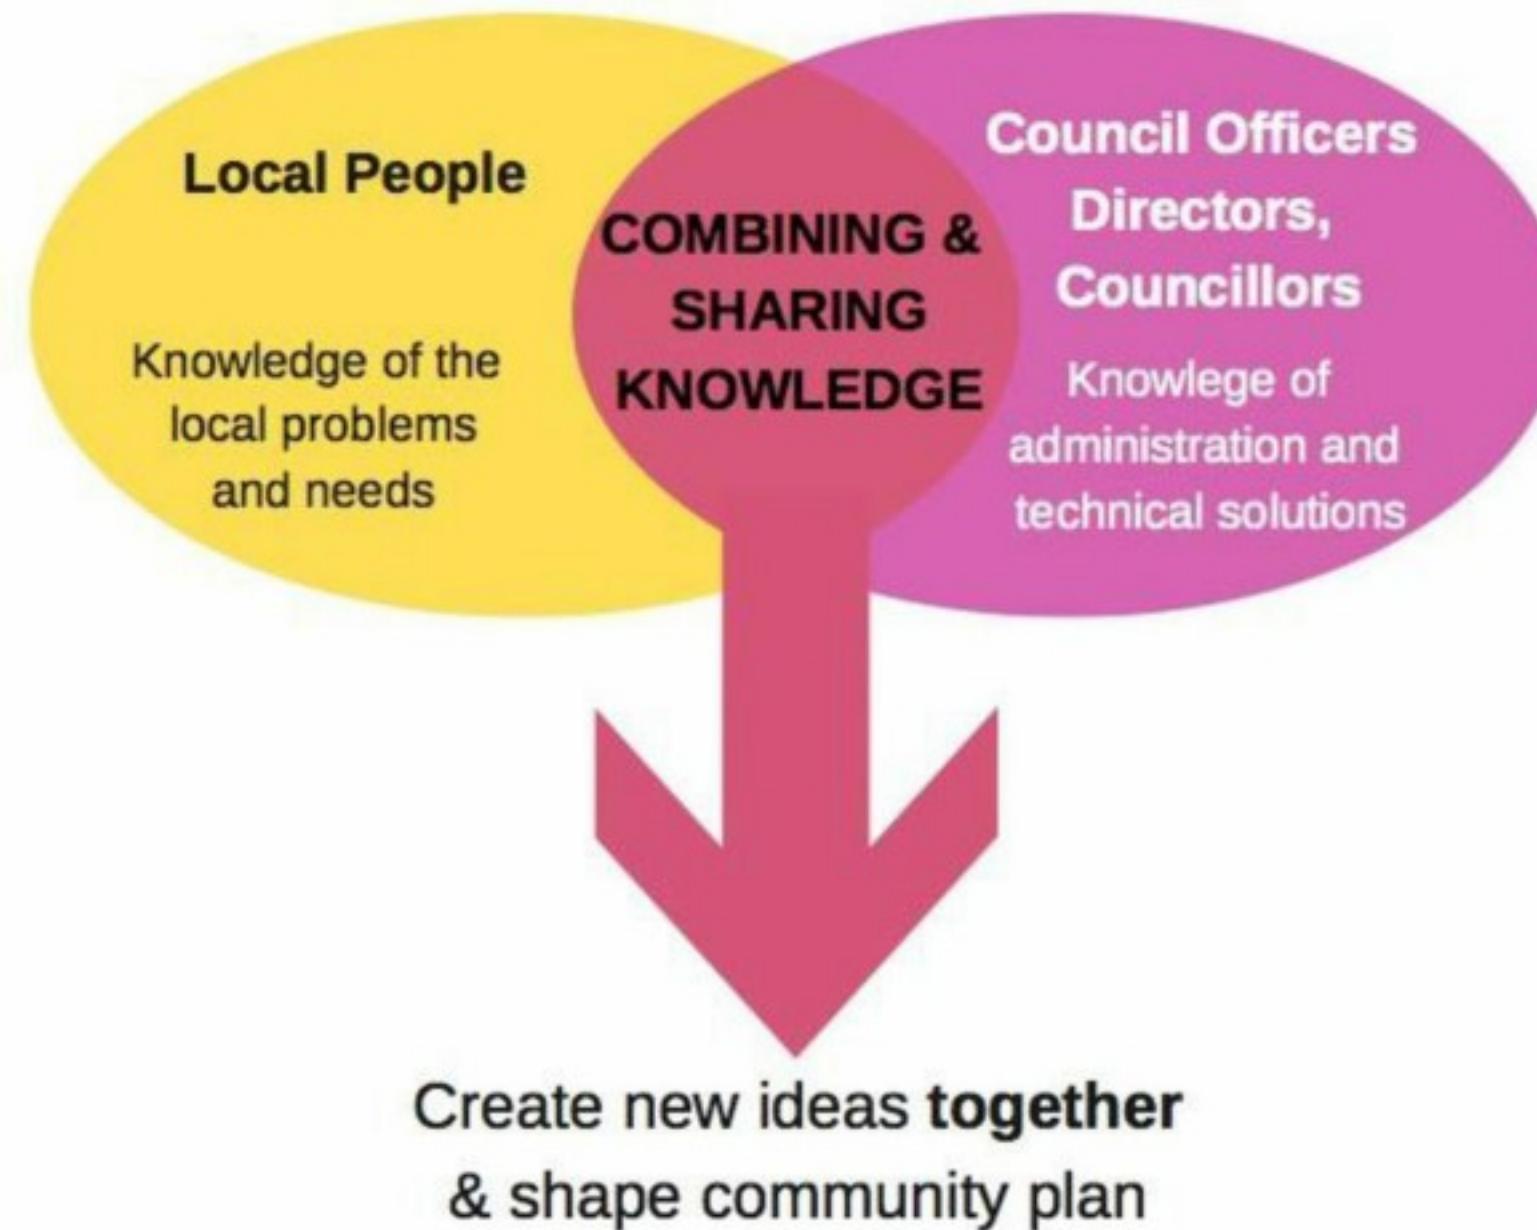 Local People
Knowledge of the
local problems
and needs
COMBINING &
SHARING
KNOWLEDGE
Council Officers
Directors,
Councillors
Knowlege of
administration and
technical solutions
Create new ideas together
& shape community plan